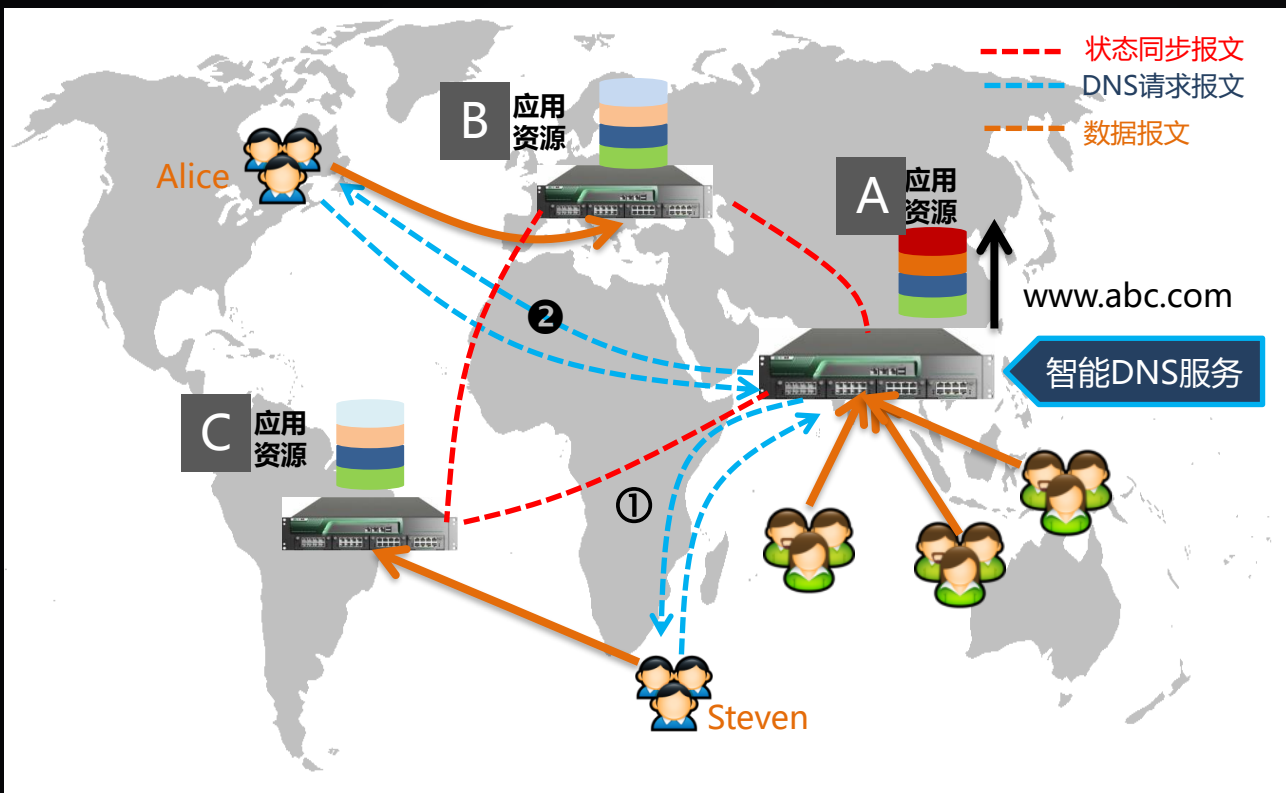 状态同步报文
DNS请求报文
数据报文
B
应用
资源
A
应用
资源
Alice
www.abc.com
❷
智能DNS服务
C
应用
资源
①
Steven